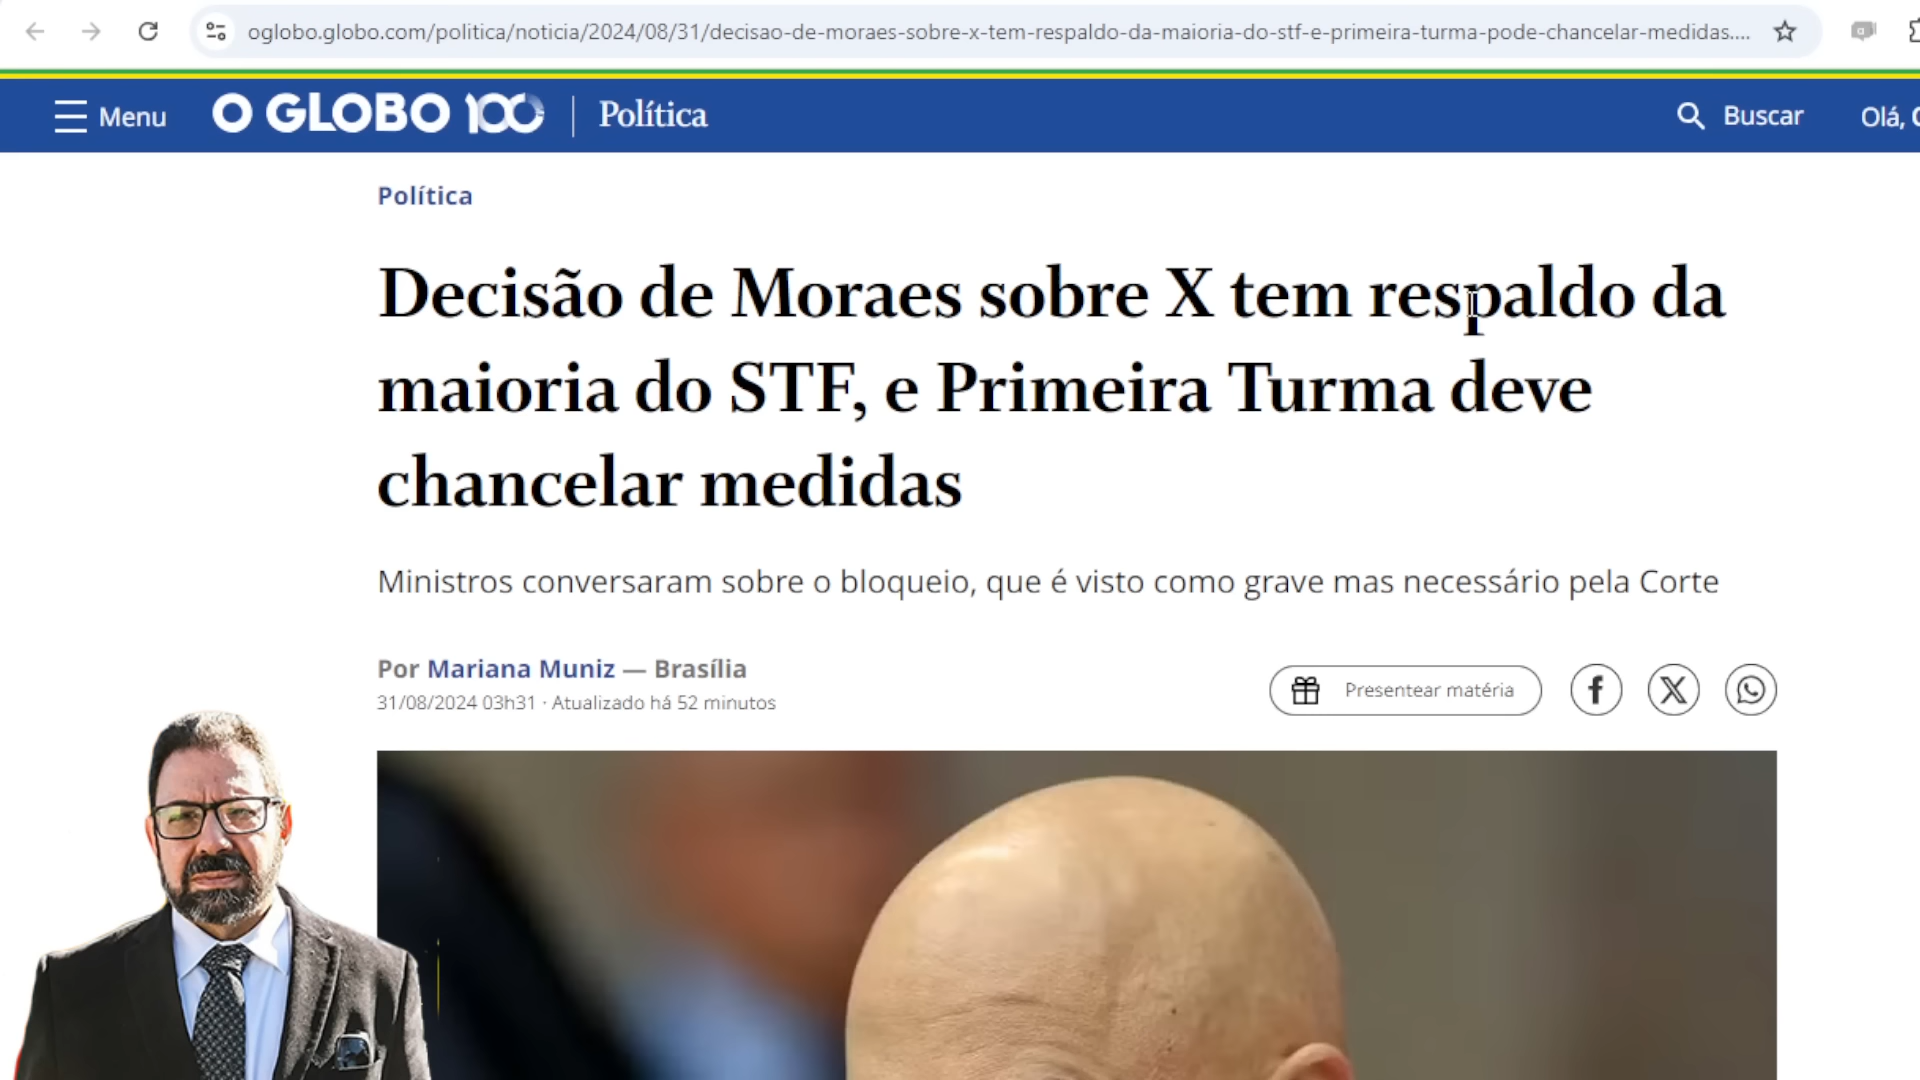 oglobo.globo.com/politica/noticia/2024/08/31/decisao-de-moraes-sobre-x-tem-respaldo-da-maioria-do-stf-e-primeira-turma-pode-chancelar-medidas....
Menu
O GLOBO 100
Política
Buscar
Olá,
Política
Decisão de Moraes sobre X tem respaldo da
maioria do STF, e Primeira Turma deve
chancelar medidas
Ministros conversaram sobre o bloqueio, que é visto como grave mas necessário pela Corte
Por Mariana Muniz — Brasília
31/08/2024 03h31 · Atualizado há 52 minutos
Presentear matéria